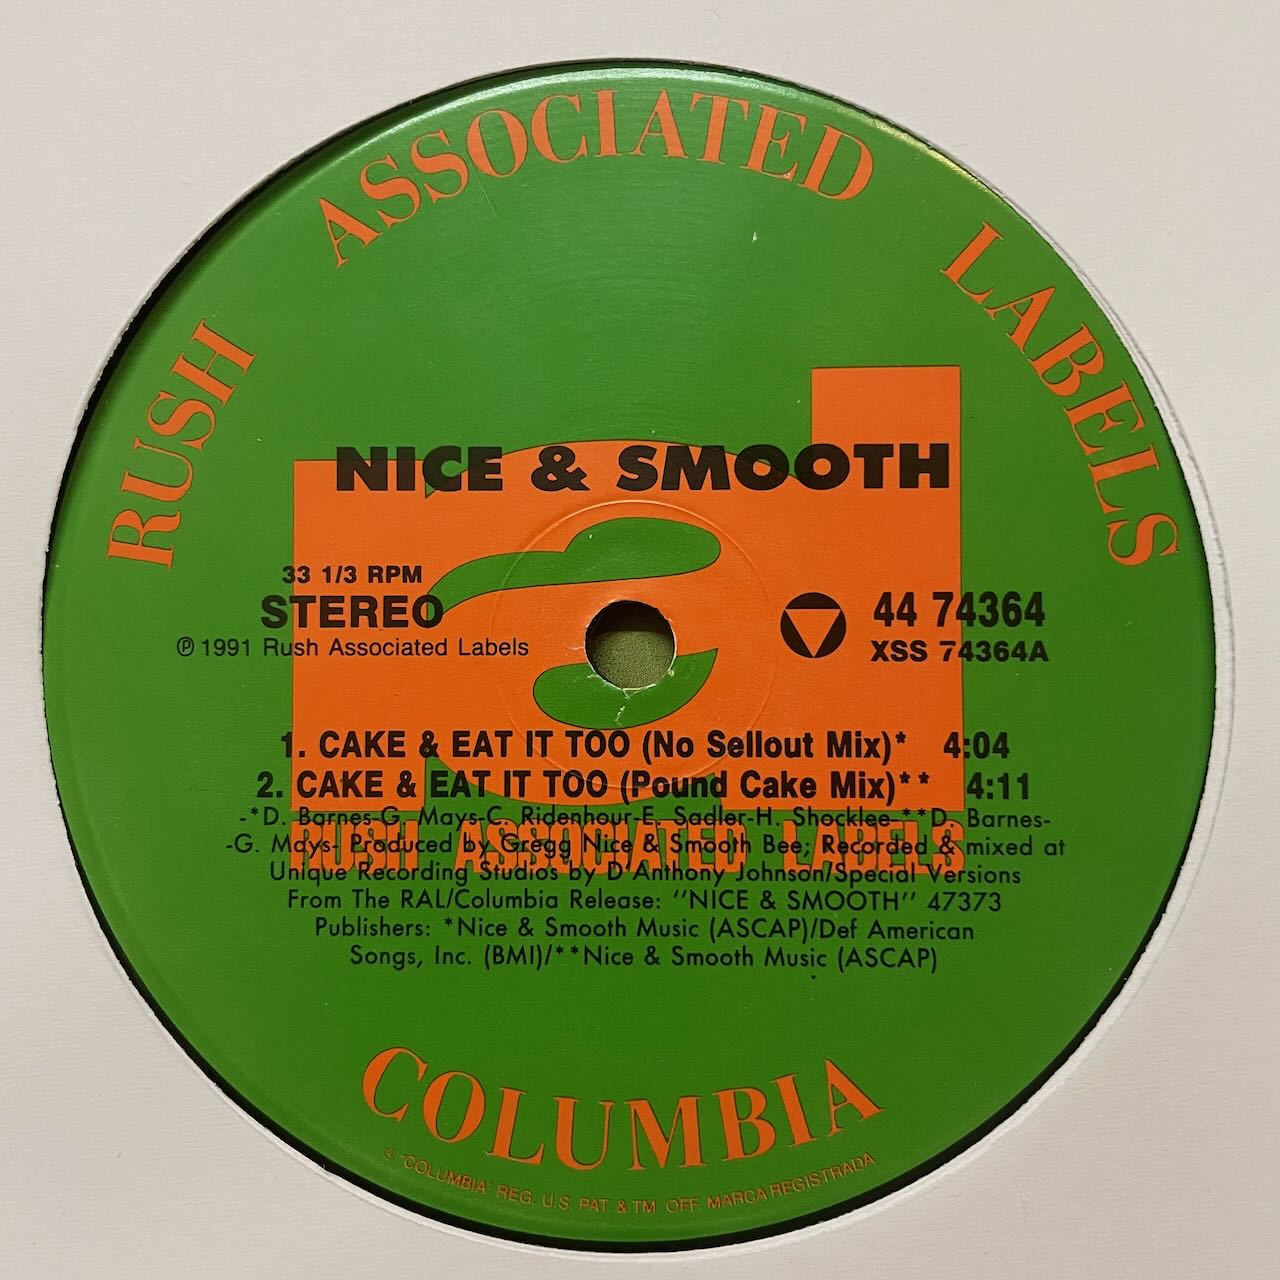 RUSH ASSOCIATED LABELS
NICE & SMOOTH
33 1/3 RPM
STEREO
℗ 1991 Rush Associated Labels
44 74364
XSS 74364A
1. CAKE & EAT IT TOO (No Sellout Mix)* 4:04
2. CAKE & EAT IT TOO (Pound Cake Mix)** 4:11
-*D. Barnes-G. Mays-C. Ridenhour-E. Sadler-H. Shocklee-**D. Barnes-
-G. Mays- Produced by Gregg Nice & Smooth Bee; Recorded & mixed at
RUSH ASSOCIATED LABELS
Unique Recording Studios by D'Anthony Johnson/Special Versions
From The RAL/Columbia Release: "NICE & SMOOTH" 47373
Publishers: *Nice & Smooth Music (ASCAP)/Def American
Songs, Inc. (BMI)/**Nice & Smooth Music (ASCAP)
COLUMBIA
® "COLUMBIA" REG. U.S. PAT. & TM. OFF. MARCA REGISTRADA